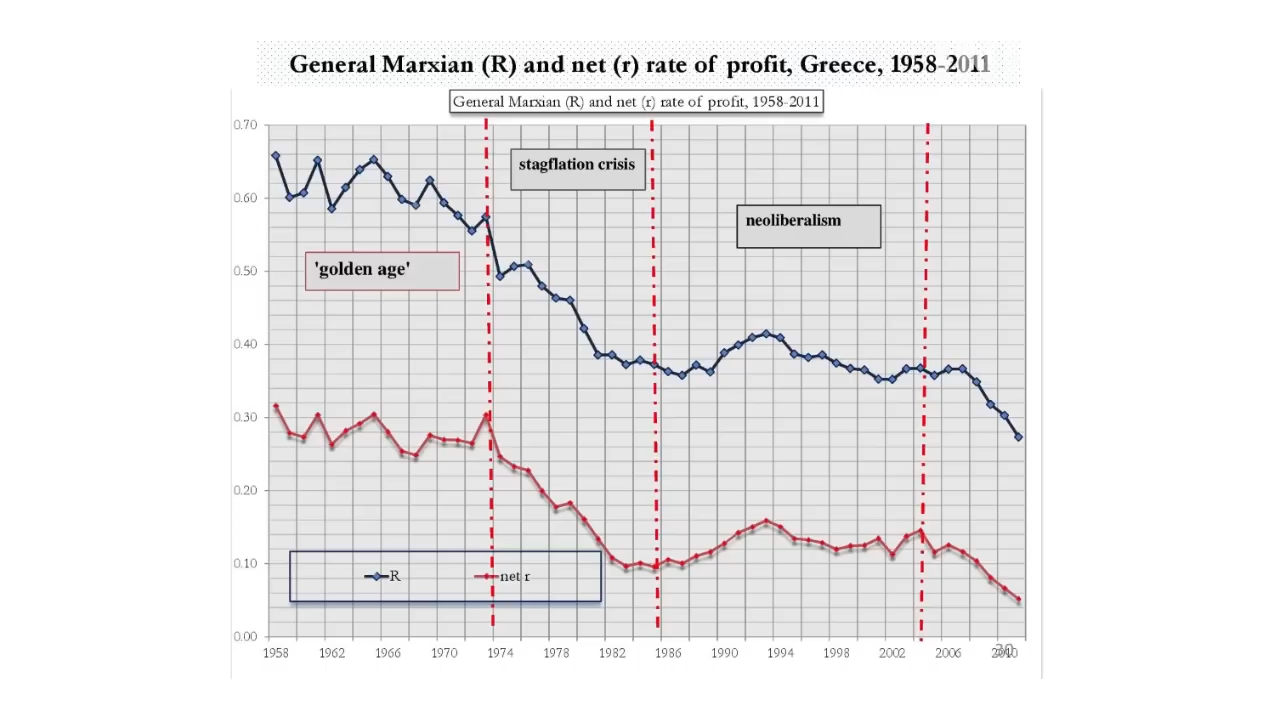 General Marxian (R) and net (r) rate of profit, Greece, 1958-2011
General Marxian (R) and net (r) rate of profit, 1958-2011
0.70
stagflation crisis
0.60
neoliberalism
'golden age'
0.50
0.40
0.30
0.20
0.10
R
net r
0.00
1958 1962 1966 1970 1974 1978 1982 1986 1990 1994 1998 2002 2006 2010
30